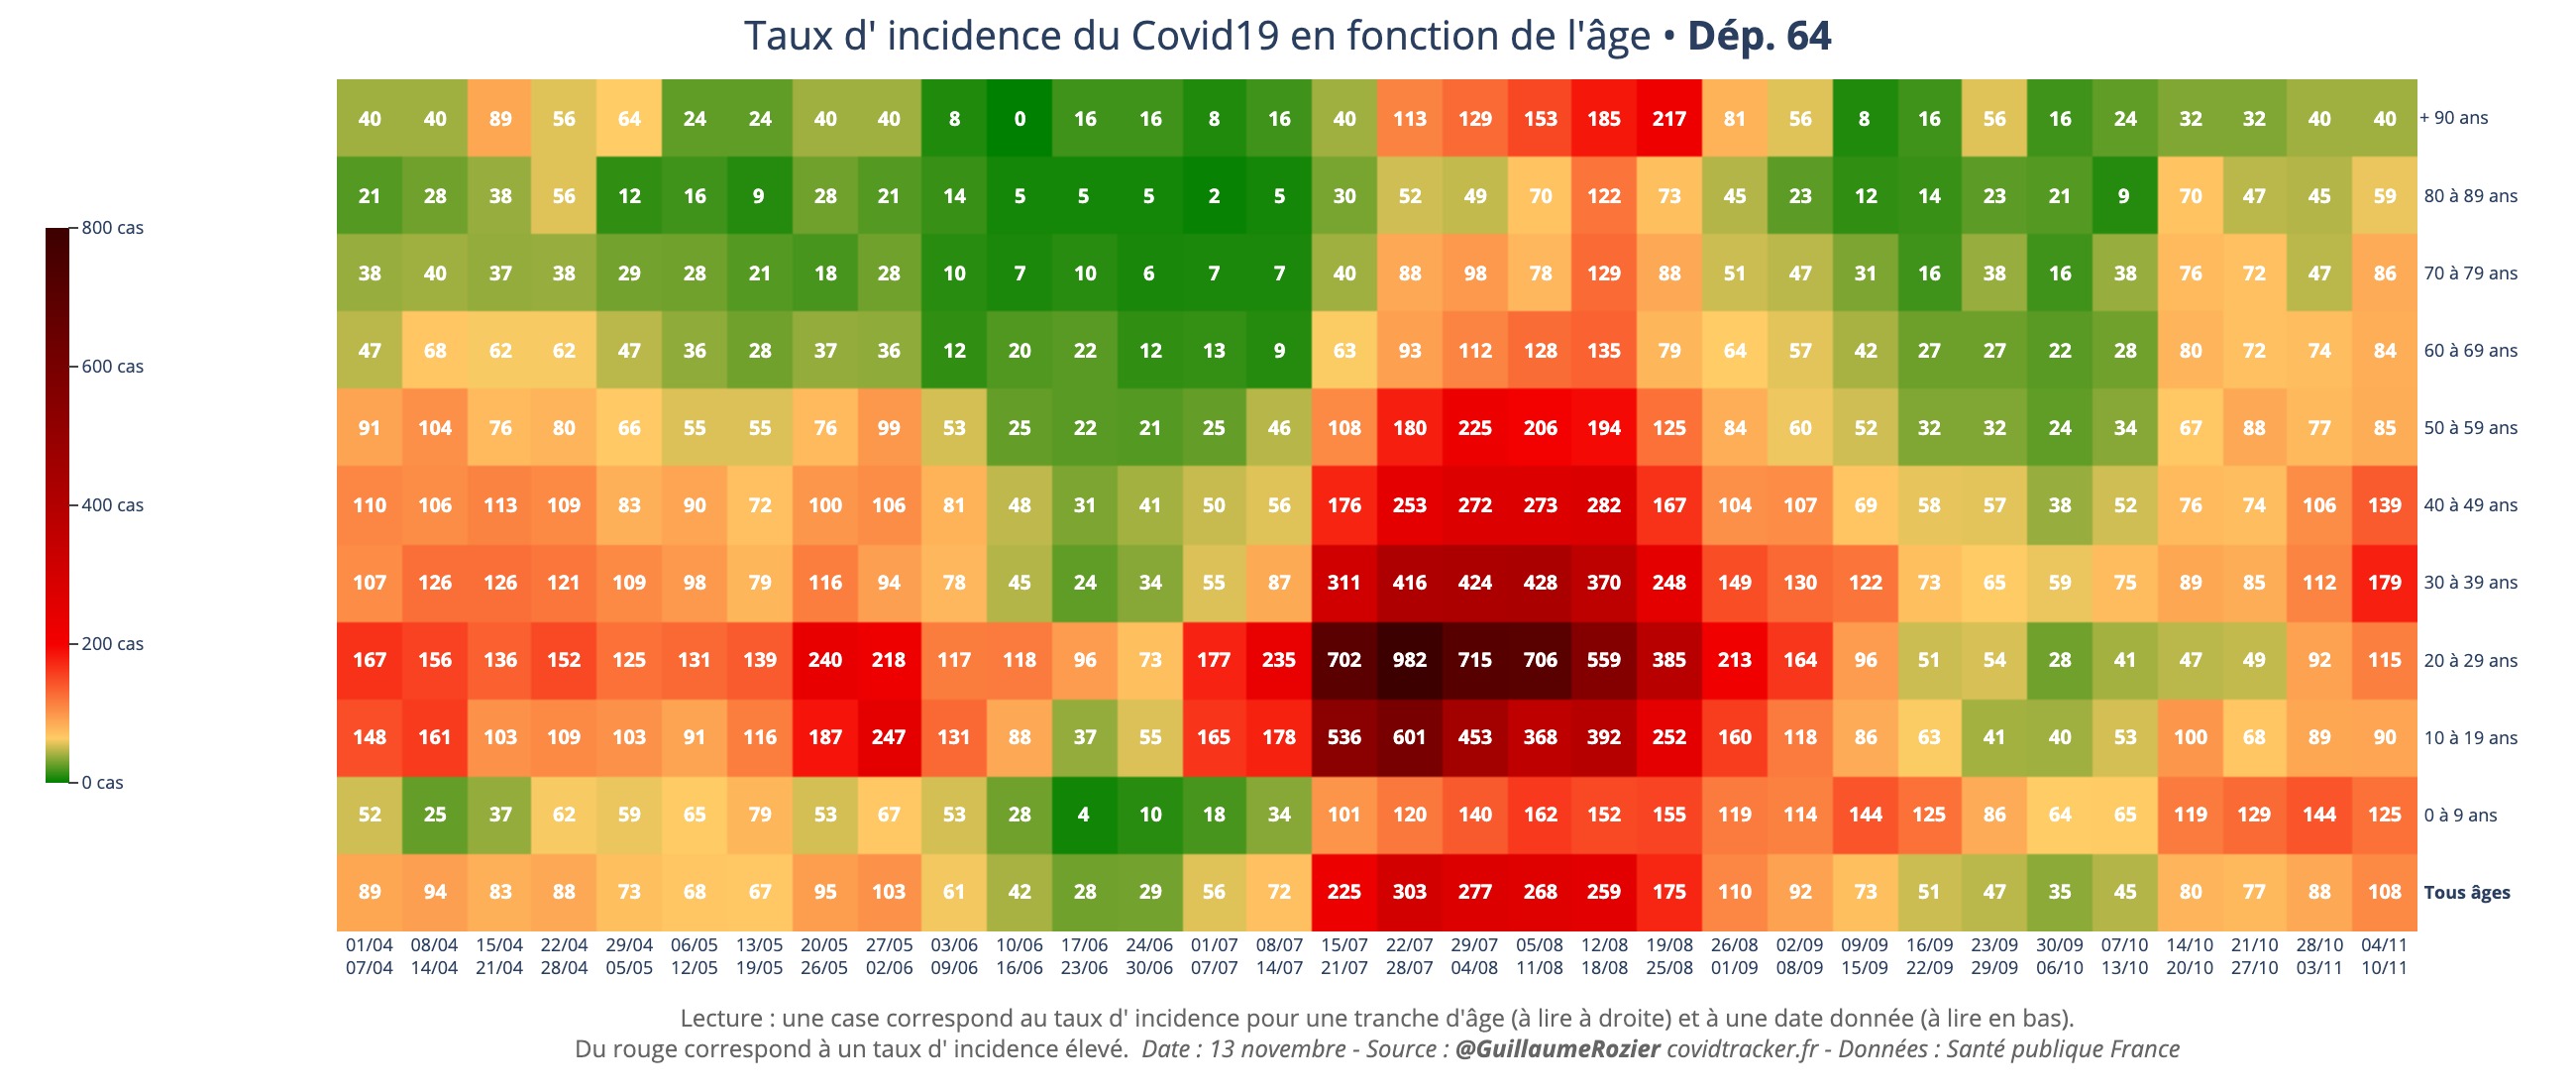 Taux d' incidence du Covid19 en fonction de l'âge • Dép. 64
800 cas
600 cas
400 cas
200 cas
0 cas
40 40 89 56 64 24 24 40 40 8 0 16 16 8 16 40 113 129 153 185 217 81 56 8 16 56 16 24 32 32 40 40 + 90 ans
21 28 38 56 12 16 9 28 21 14 5 5 5 2 5 30 52 49 70 122 73 45 23 12 14 23 21 9 70 47 45 59 80 à 89 ans
38 40 37 38 29 28 21 18 28 10 7 10 6 7 7 40 88 98 78 129 88 51 47 31 16 38 16 38 76 72 47 86 70 à 79 ans
47 68 62 62 47 36 28 37 36 12 20 22 12 13 9 63 93 112 128 135 79 64 57 42 27 27 22 28 80 72 74 84 60 à 69 ans
91 104 76 80 66 55 55 76 99 53 25 22 21 25 46 108 180 225 206 194 125 84 60 52 32 32 24 34 67 88 77 85 50 à 59 ans
110 106 113 109 83 90 72 100 106 81 48 31 41 50 56 176 253 272 273 282 167 104 107 69 58 57 38 52 76 74 106 139 40 à 49 ans
107 126 126 121 109 98 79 116 94 78 45 24 34 55 87 311 416 424 428 370 248 149 130 122 73 65 59 75 89 85 112 179 30 à 39 ans
167 156 136 152 125 131 139 240 218 117 118 96 73 177 235 702 982 715 706 559 385 213 164 96 51 54 28 41 47 49 92 115 20 à 29 ans
148 161 103 109 103 91 116 187 247 131 88 37 55 165 178 536 601 453 368 392 252 160 118 86 63 41 40 53 100 68 89 90 10 à 19 ans
52 25 37 62 59 65 79 53 67 53 28 4 10 18 34 101 120 140 162 152 155 119 114 144 125 86 64 65 119 129 144 125 0 à 9 ans
89 94 83 88 73 68 67 95 103 61 42 28 29 56 72 225 303 277 268 259 175 110 92 73 51 47 35 45 80 77 88 108 Tous âges
01/04 08/04 15/04 22/04 29/04 06/05 13/05 20/05 27/05 03/06 10/06 17/06 24/06 01/07 08/07 15/07 22/07 29/07 05/08 12/08 19/08 26/08 02/09 09/09 16/09 23/09 30/09 07/10 14/10 21/10 28/10 04/11
07/04 14/04 21/04 28/04 05/05 12/05 19/05 26/05 02/06 09/06 16/06 23/06 30/06 07/07 14/07 21/07 28/07 04/08 11/08 18/08 25/08 01/09 08/09 15/09 22/09 29/09 06/10 13/10 20/10 27/10 03/11 10/11
Lecture : une case correspond au taux d' incidence pour une tranche d'âge (à lire à droite) et à une date donnée (à lire en bas).
Du rouge correspond à un taux d' incidence élevé. Date : 13 novembre - Source : @GuillaumeRozier covidtracker.fr - Données : Santé publique France